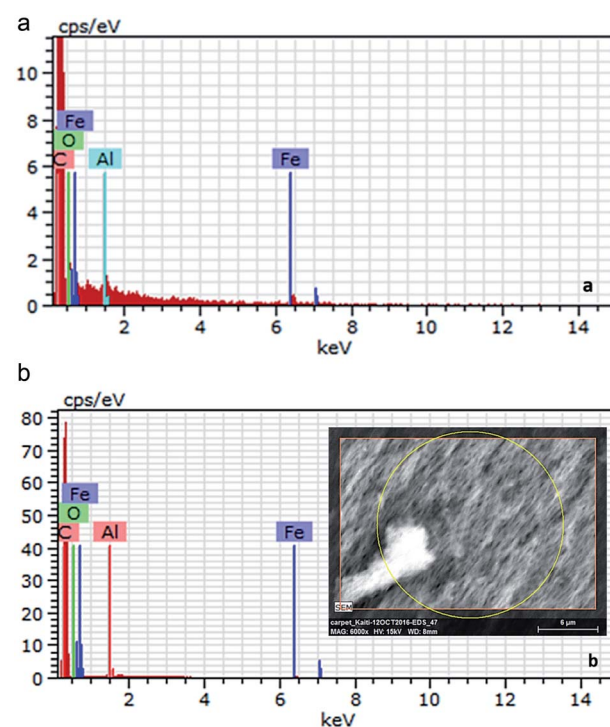 a
cps/eV
10
8
6
4
2
0
Fe
O
C
Al
Fe
2 4 6 8 10 12 14
keV
a
b
cps/eV
80
70
60
50
40
30
20
10
0
Fe
O
C
Al
Fe
SEM
carpet_Kaiti-12OCT2016-EDS_47
MAG: 6000x HV: 15kV WD: 8mm
6 µm
b
2 4 6 8 10 12 14
keV